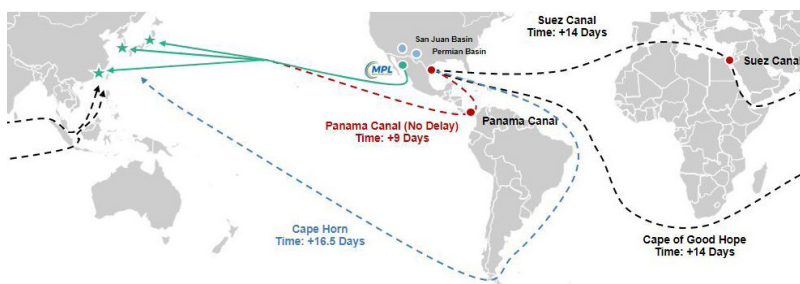 Suez Canal
Time: +14 Days
San Juan Basin
Permian Basin
MPL
Suez Canal
Panama Canal (No Delay)
Time: +9 Days
Panama Canal
Cape Horn
Time: +16.5 Days
Cape of Good Hope
Time: +14 Days